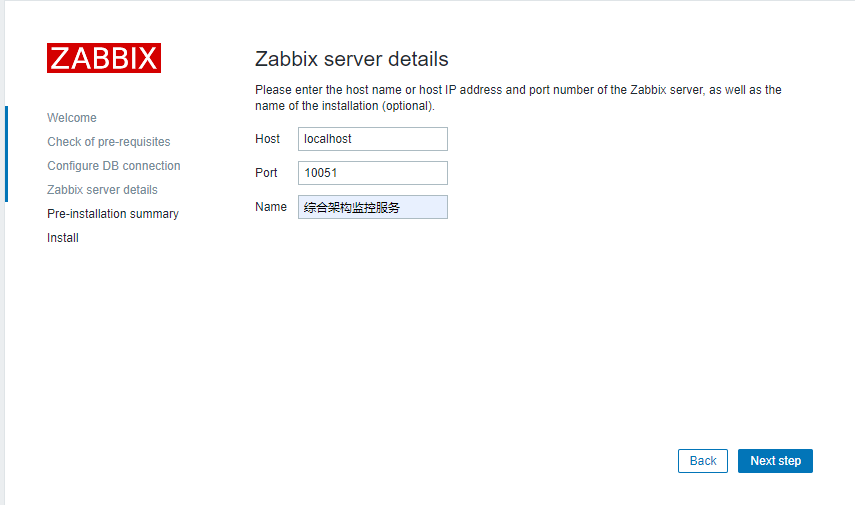 ZABBIX
Welcome
Check of pre-requisites
Configure DB connection
Zabbix server details
Pre-installation summary
Install
Zabbix server details
Please enter the host name or host IP address and port number of the Zabbix server, as well as the
name of the installation (optional).
Host localhost
Port 10051
Name 综合架构监控服务
Back Next step